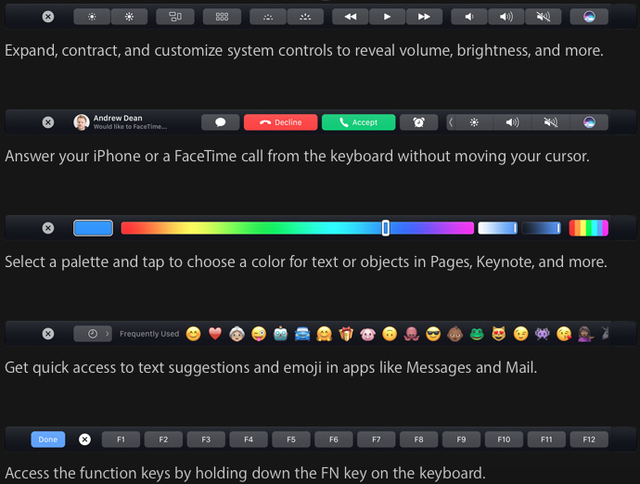 Expand, contract, and customize system controls to reveal volume, brightness, and more.
Andrew Dean
Would like to FaceTime...
Decline
Accept
Answer your iPhone or a FaceTime call from the keyboard without moving your cursor.
Select a palette and tap to choose a color for text or objects in Pages, Keynote, and more.
Frequently Used
Get quick access to text suggestions and emoji in apps like Messages and Mail.
Done F1 F2 F3 F4 F5 F6 F7 F8 F9 F10 F11 F12
Access the function keys by holding down the FN key on the keyboard.